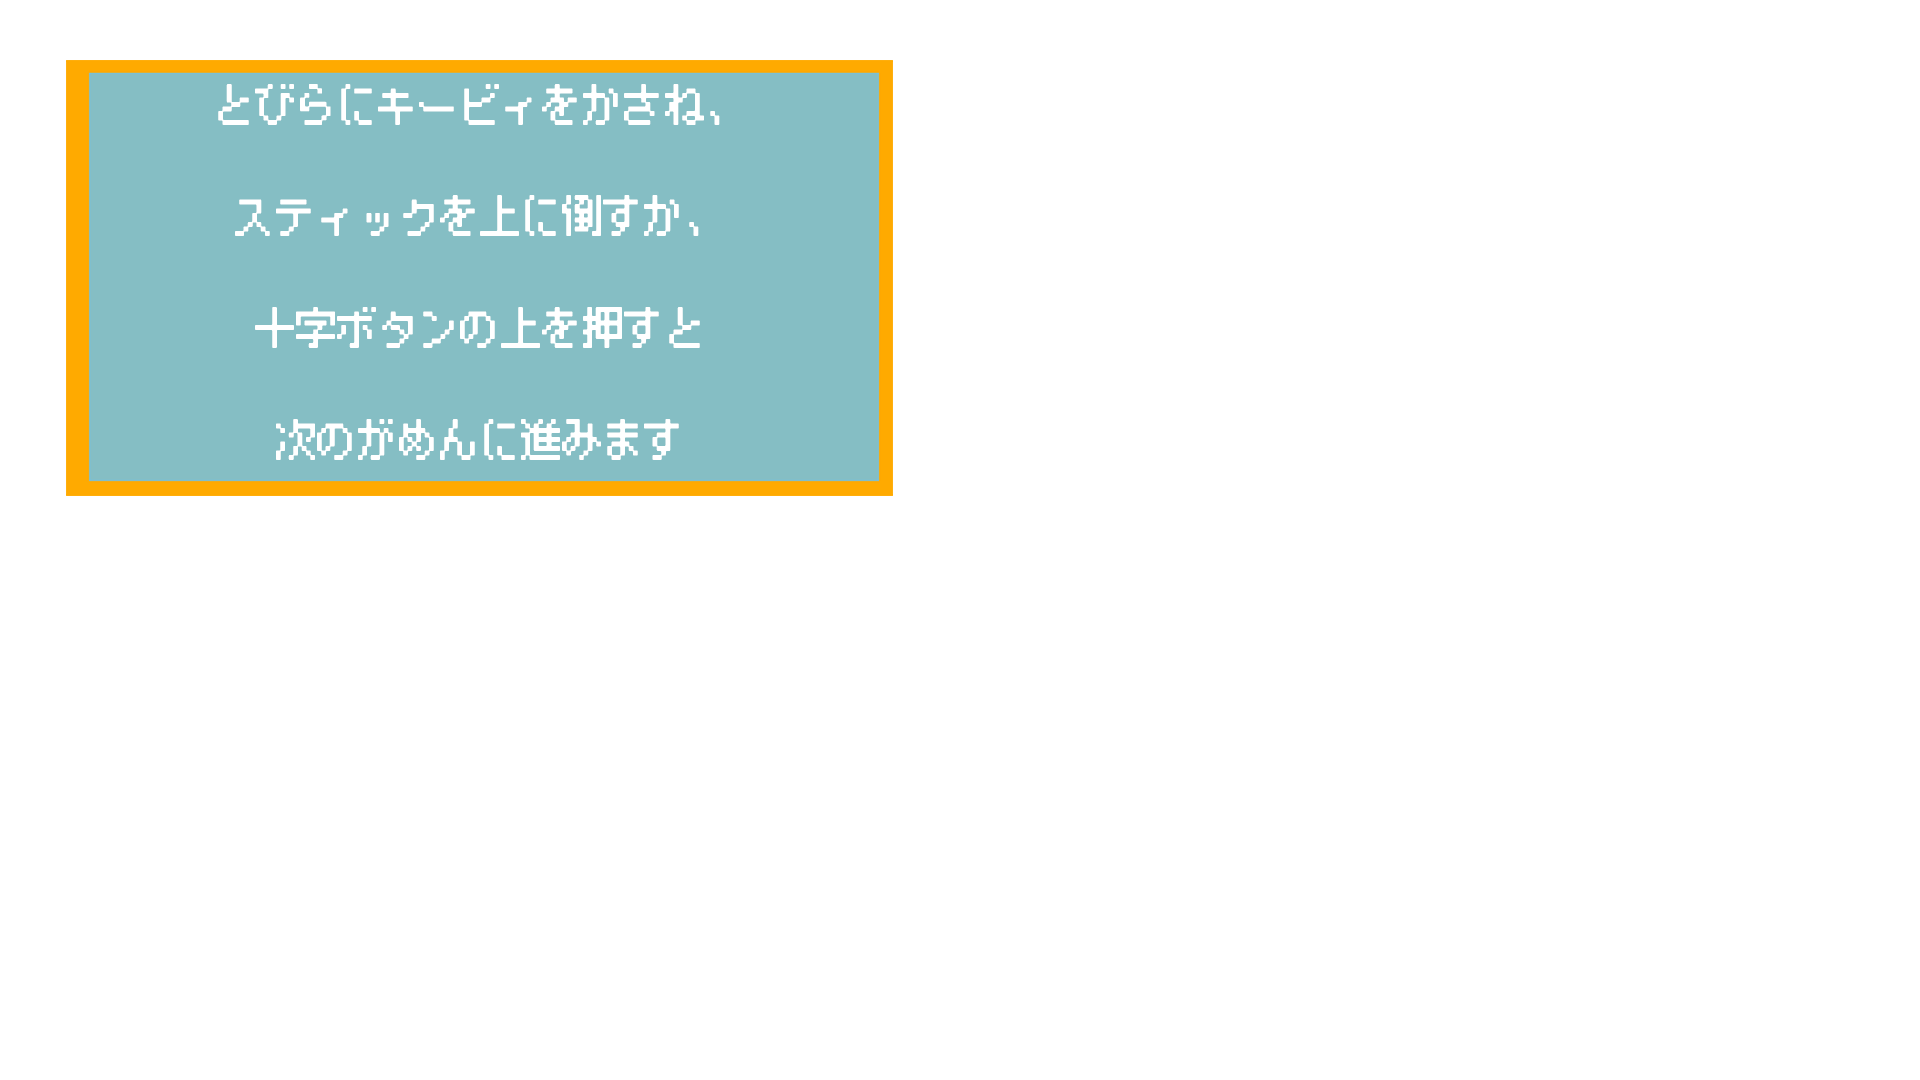 とびらにキービィをかさね、
スティックを上に倒すか、
十字ボタンの上を押すと
次のがめんに進みます